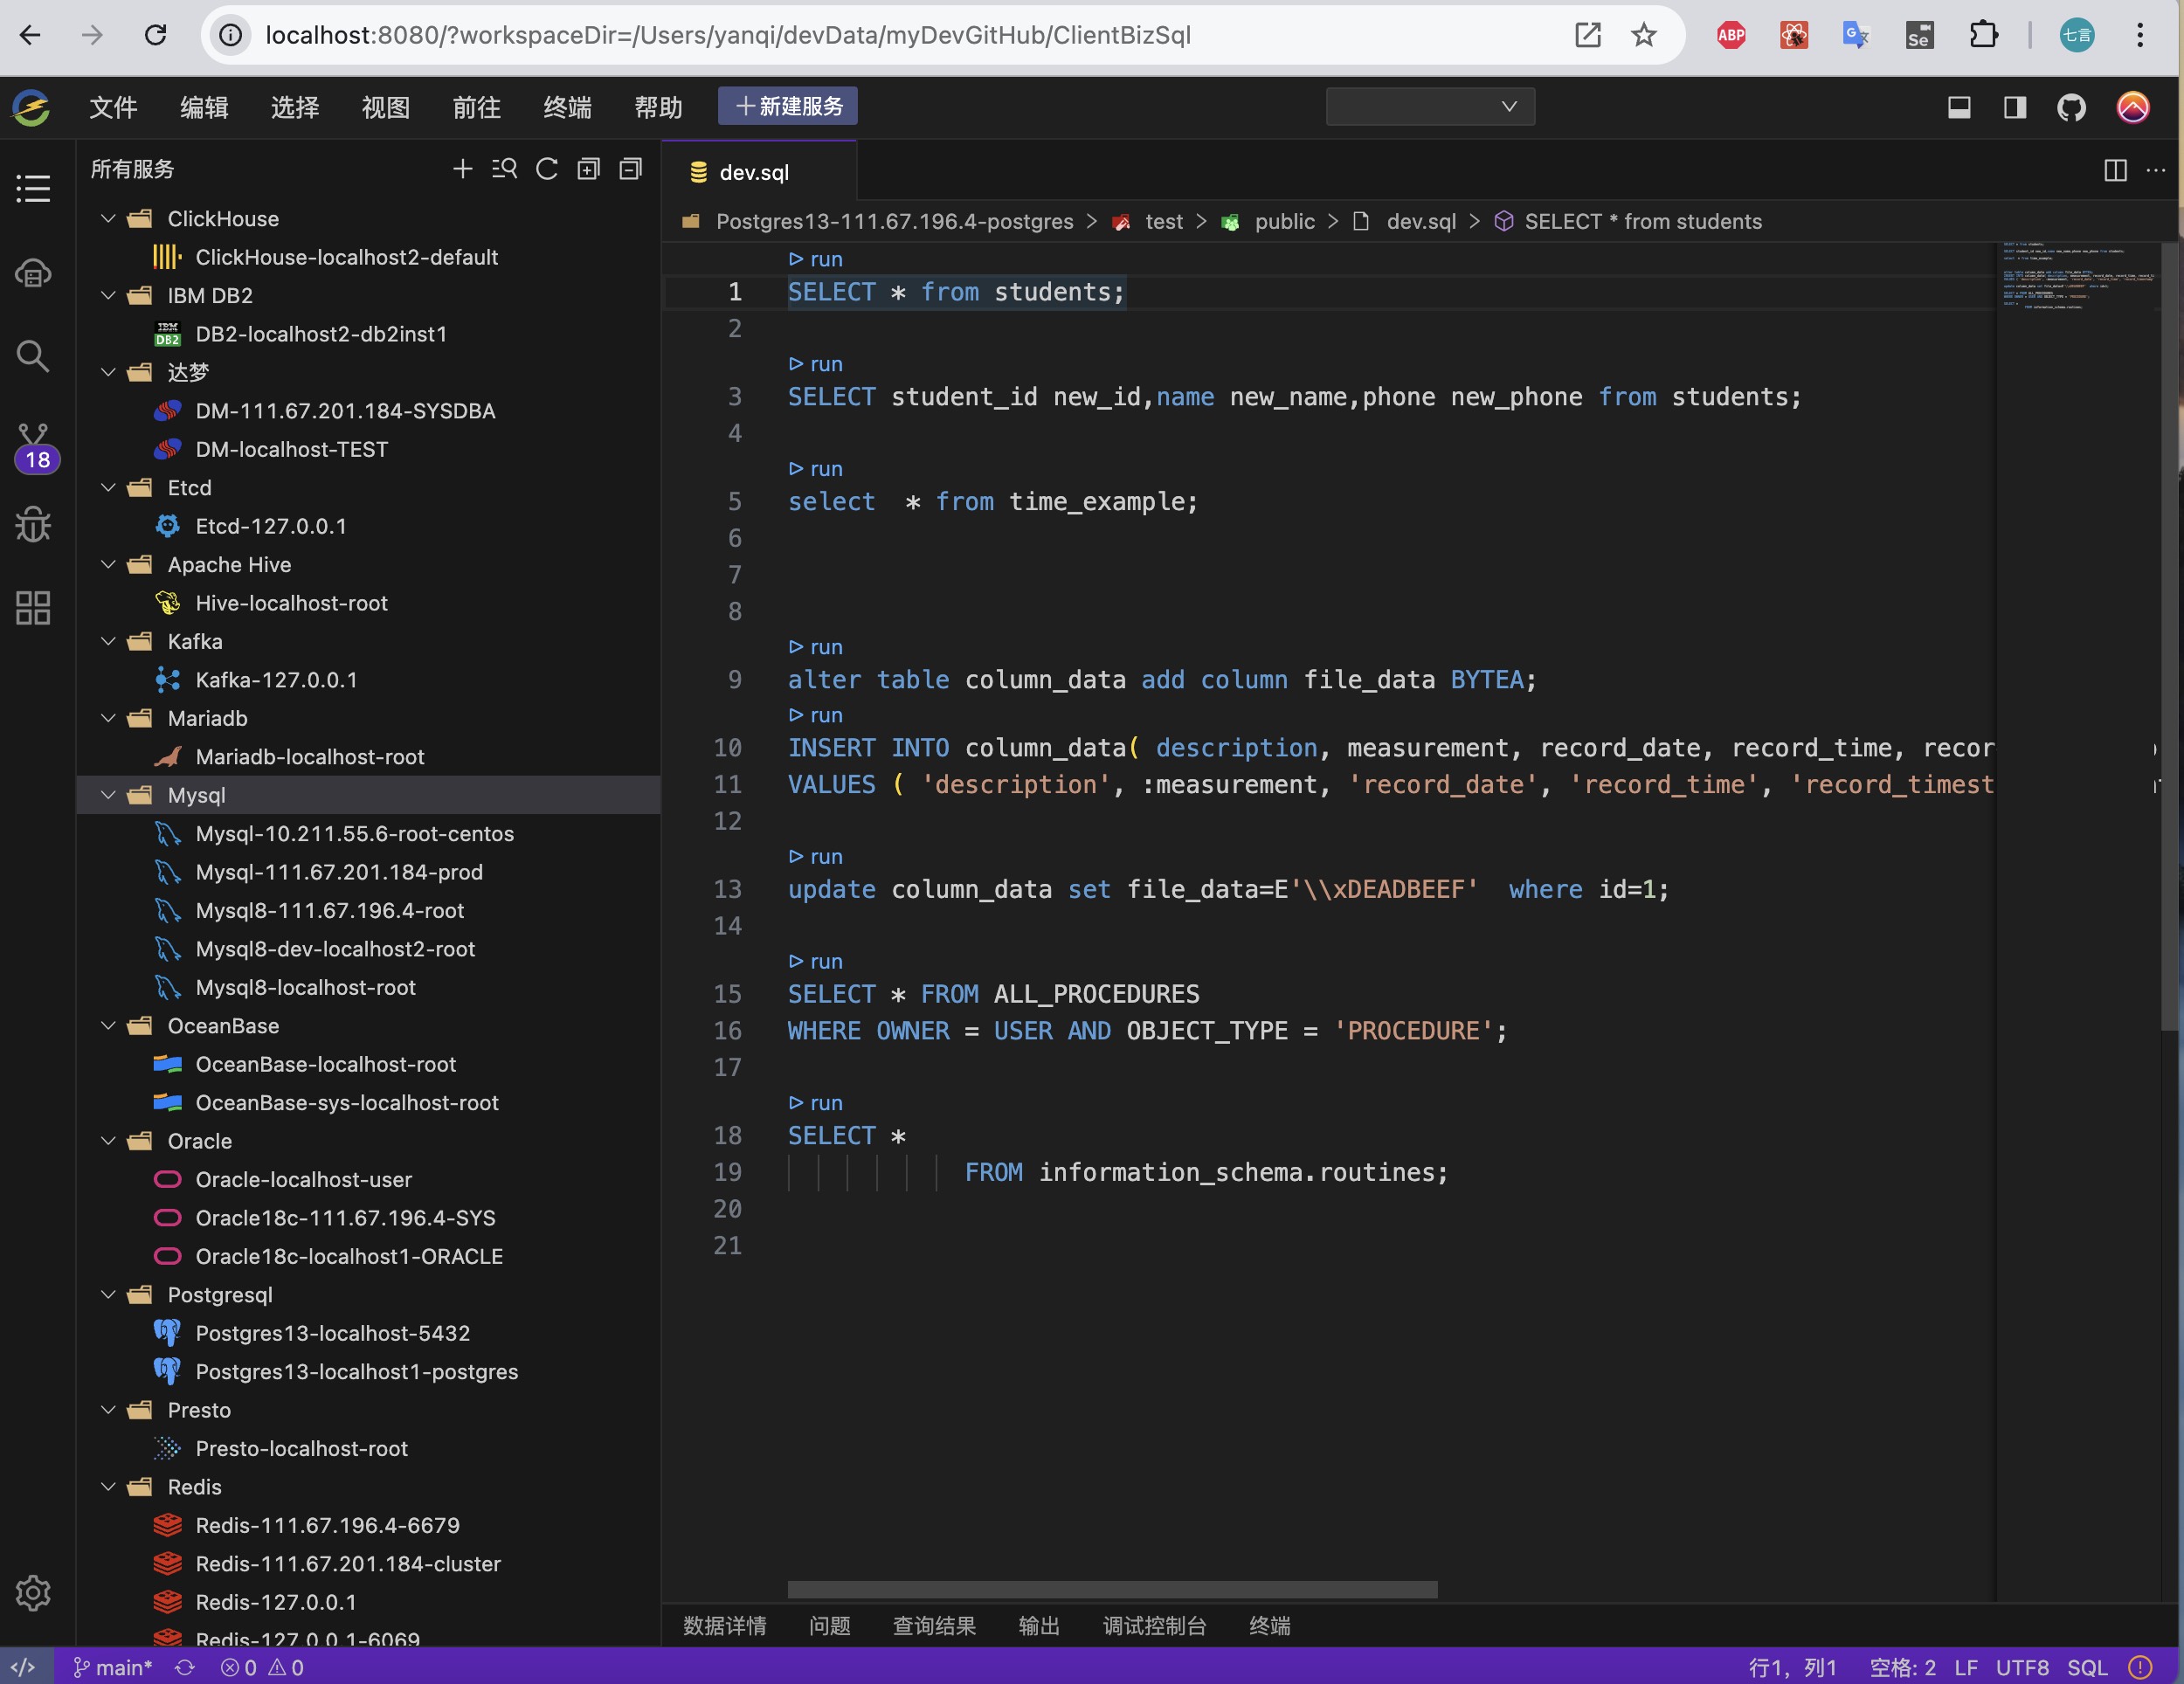 localhost:8080/?workspaceDir=/Users/yanqi/devData/myDevGitHub/ClientBizSql
ABP
G
Se
七言
文件 编辑 选择 视图 前往 终端 帮助 新建服务
所有服务
ClickHouse
ClickHouse-localhost2-default
IBM DB2
IBM DB2 DB2-localhost2-db2inst1
达梦
DM-111.67.201.184-SYSDBA
DM-localhost-TEST
Etcd
Etcd-127.0.0.1
Apache Hive
Hive-localhost-root
Kafka
Kafka-127.0.0.1
Mariadb
Mariadb-localhost-root
Mysql
Mysql-10.211.55.6-root-centos
Mysql-111.67.201.184-prod
Mysql8-111.67.196.4-root
Mysql8-dev-localhost2-root
Mysql8-localhost-root
OceanBase
OceanBase-localhost-root
OceanBase-sys-localhost-root
Oracle
Oracle-localhost-user
Oracle18c-111.67.196.4-SYS
Oracle18c-localhost1-ORACLE
Postgresql
Postgres13-localhost-5432
Postgres13-localhost1-postgres
Presto
Presto-localhost-root
Redis
Redis-111.67.196.4-6679
Redis-111.67.201.184-cluster
Redis-127.0.0.1
Redis-127.0.0.1-6069
18
dev.sql
Postgres13-111.67.196.4-postgres > test > public > dev.sql > SELECT * from students
run
1 SELECT * from students;
2
run
3 SELECT student_id new_id,name new_name,phone new_phone from students;
4
run
5 select  * from time_example;
6
7
8
run
9 alter table column_data add column file_data BYTEA;
run
10 INSERT INTO column_data( description, measurement, record_date, record_time, recor
11 VALUES ( 'description', :measurement, 'record_date', 'record_time', 'record_timest
12
run
13 update column_data set file_data=E'\\xDEADBEEF'  where id=1;
14
run
15 SELECT * FROM ALL_PROCEDURES
16 WHERE OWNER = USER AND OBJECT_TYPE = 'PROCEDURE';
17
run
18 SELECT *
19 FROM information_schema.routines;
20
21
数据详情 问题 查询结果 输出 调试控制台 终端
main* 0 0 行1，列1 空格: 2 LF UTF8 SQL